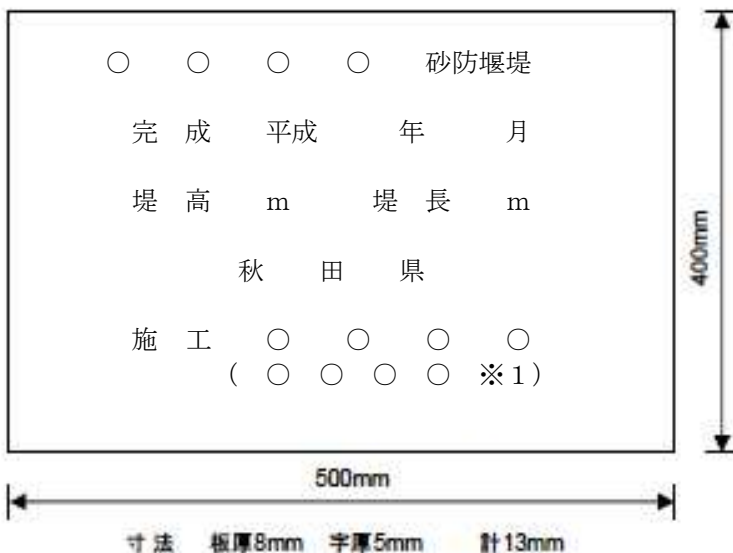 ○ ○ ○ ○ 砂防堰堤
完 成 平成 年 月
堤 高 m 堤 長 m
秋 田 県
施 工 ○ ○ ○ ○
( ○ ○ ○ ○ ※1)
400mm
500mm
寸 法 板厚8mm 字厚5mm 計13mm